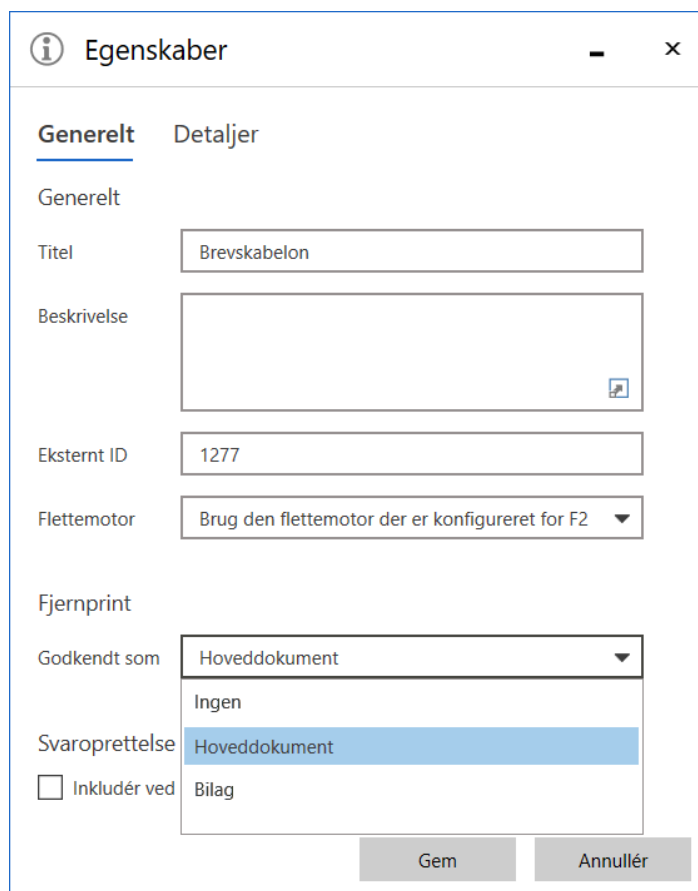 Egenskaber
Generelt Detaljer
Generelt
Titel Brevskabelon
Beskrivelse
Eksternt ID 1277
Flettemotor Brug den flettemotor der er konfigureret for F2
Fjernprint
Godkendt som Hoveddokument
Ingen
Svaroprettelse Hoveddokument
Inkludér ved Bilag
Gem Annullér